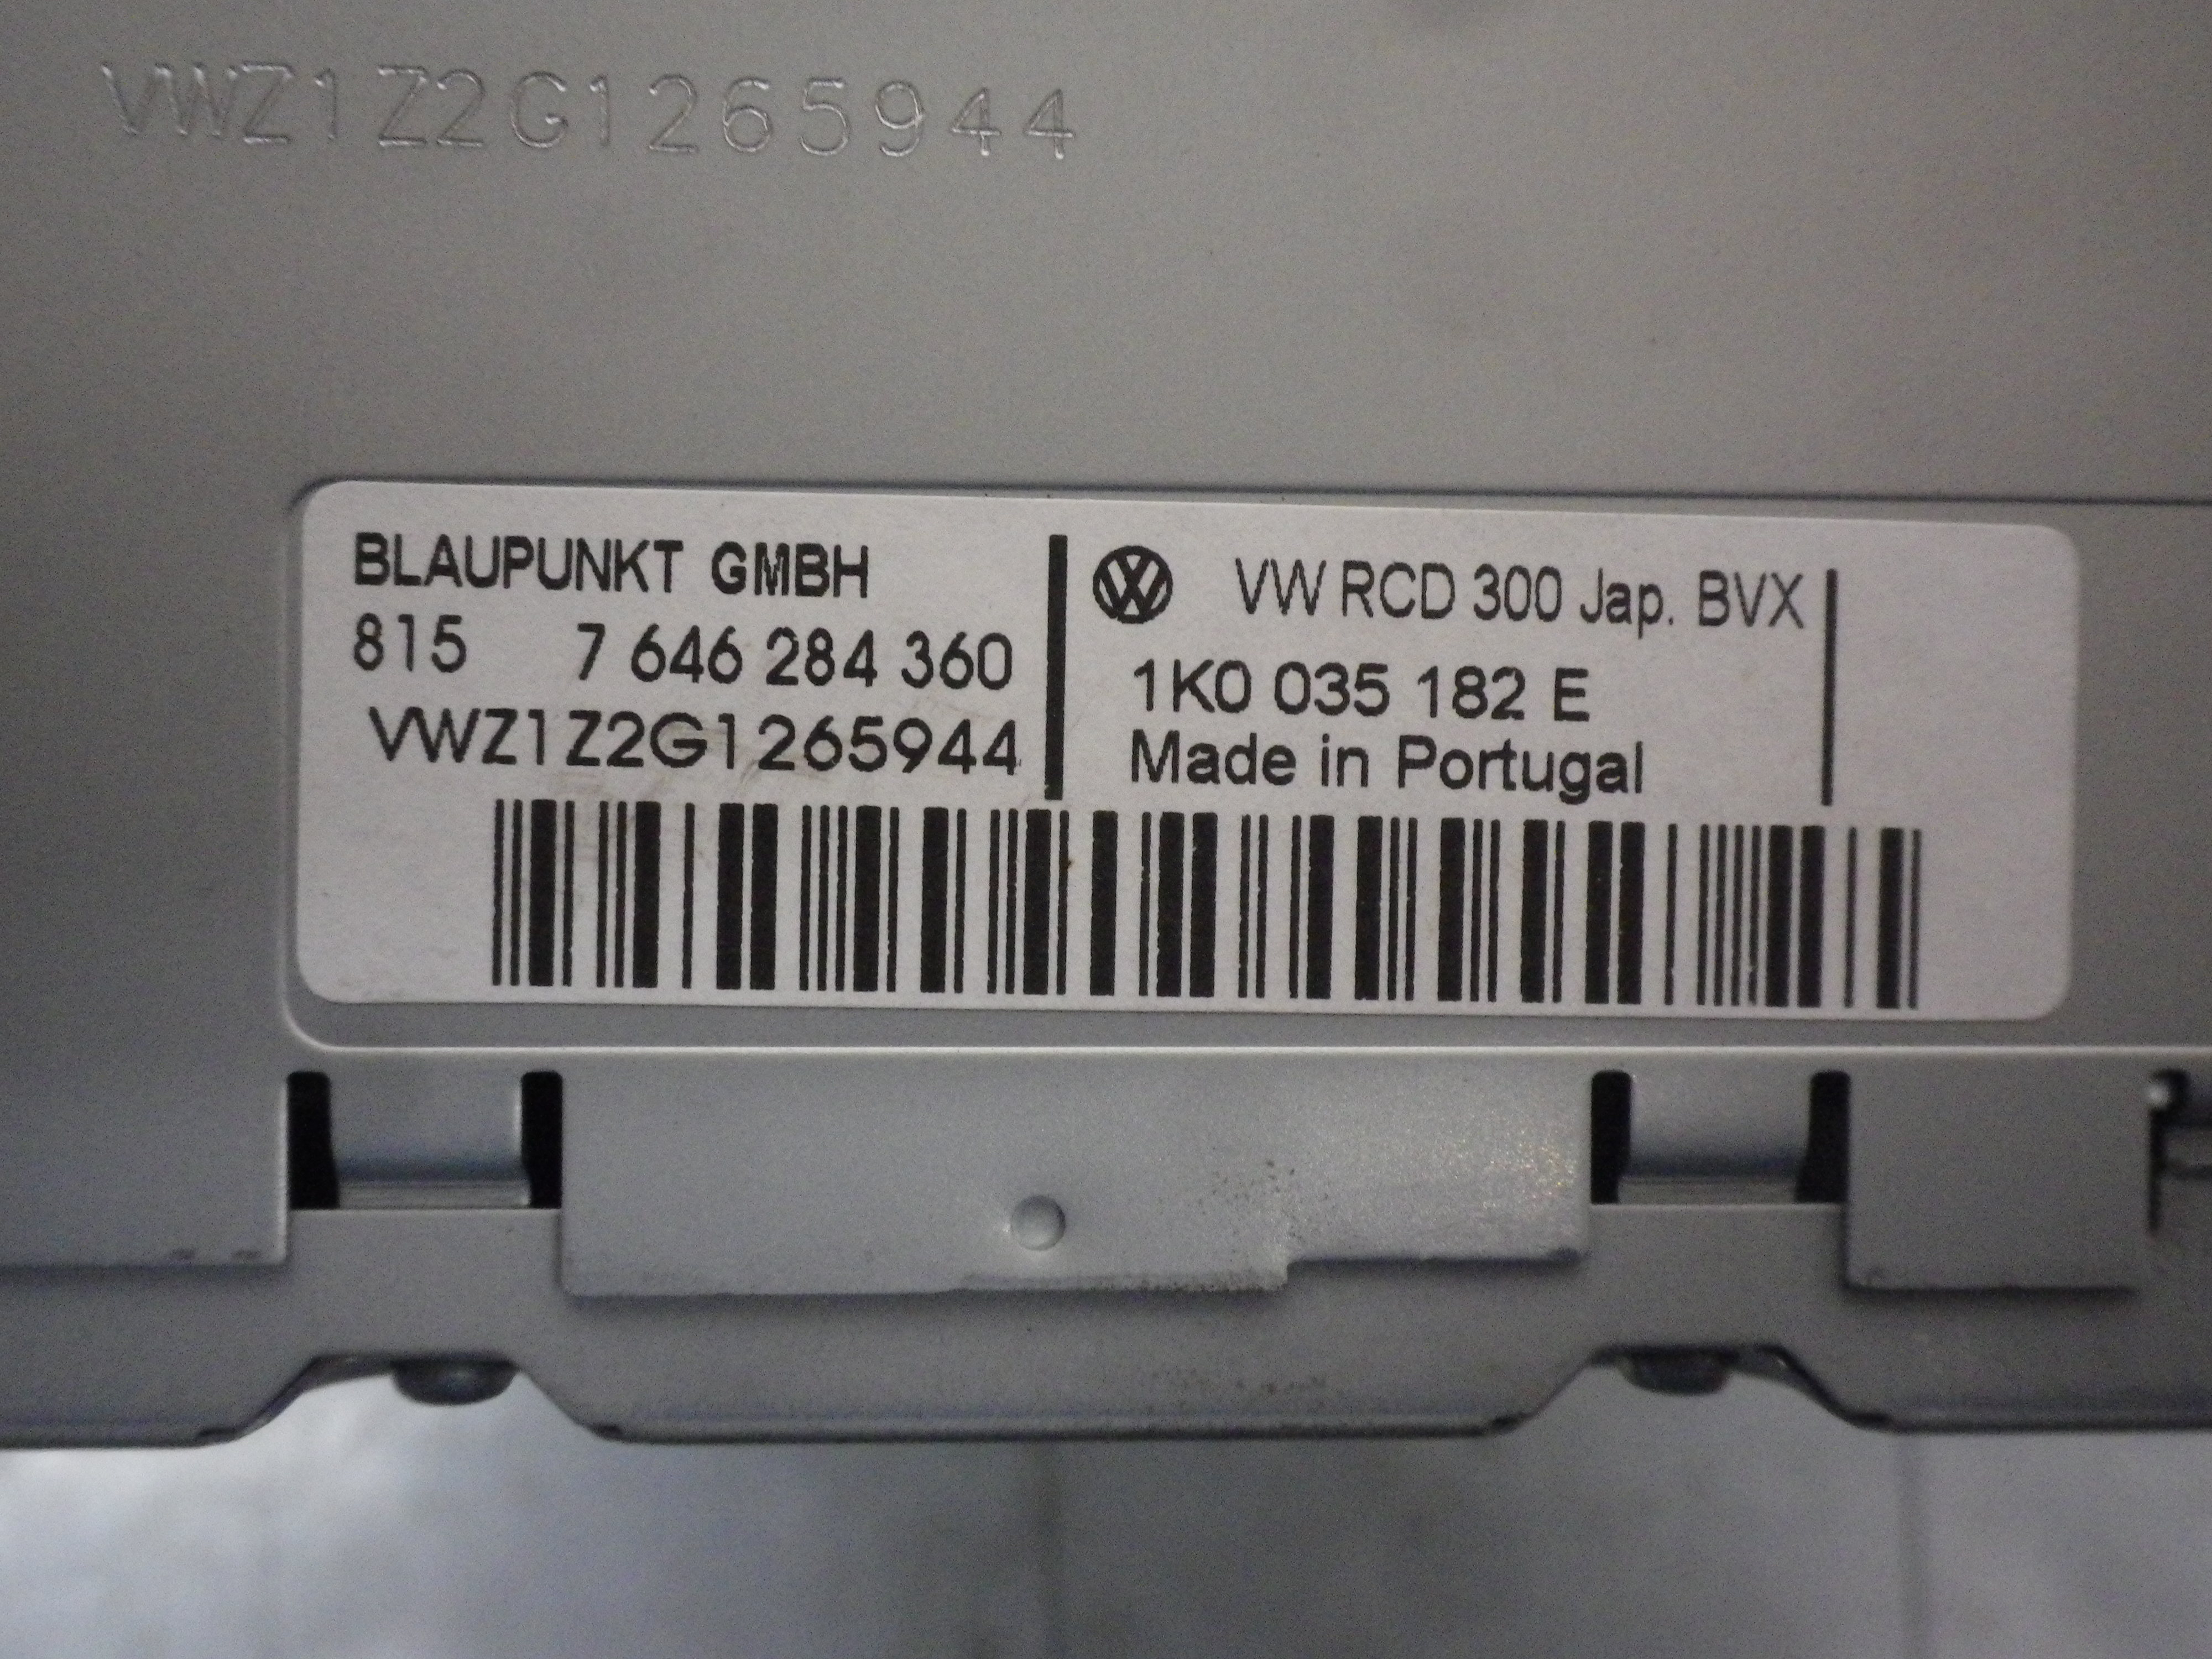 VWZ1Z2G1265944
BLAUPUNKT GMBH
815 7 646 284 360
VWZ1Z2G1265944
VW RCD 300 Jap. BVX
1K0 035 182 E
Made in Portugal